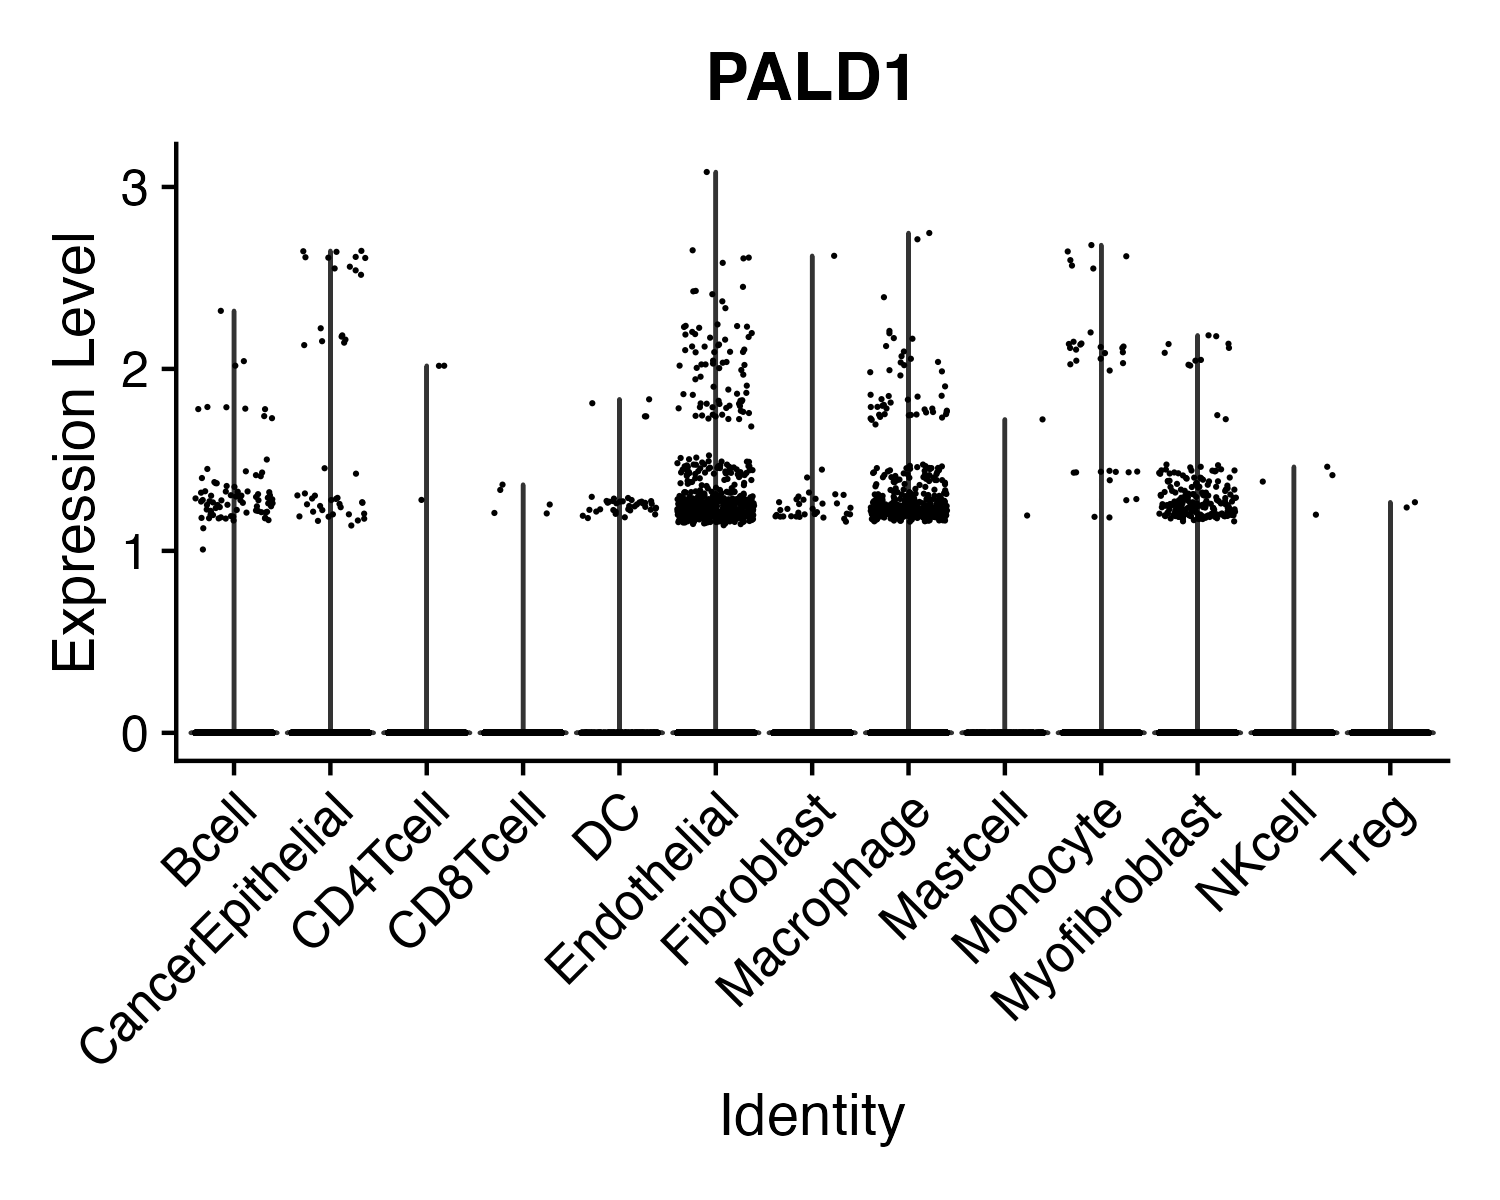 PALD1
Expression Level
3
2
1
0
Bcell
CancerEpithelial
CD4Tcell
CD8Tcell
DC
Endothelial
Fibroblast
Macrophage
Mastcell
Monocyte
Myofibroblast
NKcell
Treg
Identity